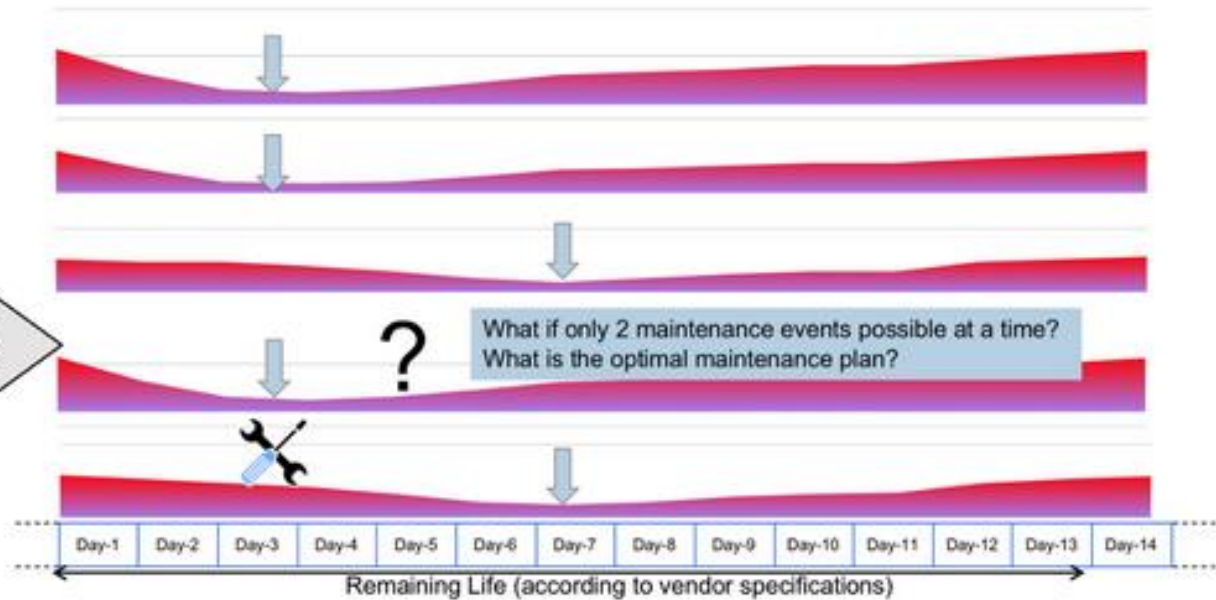 ?
What if only 2 maintenance events possible at a time?
What is the optimal maintenance plan?
Day-1 Day-2 Day-3 Day-4 Day-5 Day-6 Day-7 Day-8 Day-9 Day-10 Day-11 Day-12 Day-13 Day-14
Remaining Life (according to vendor specifications)